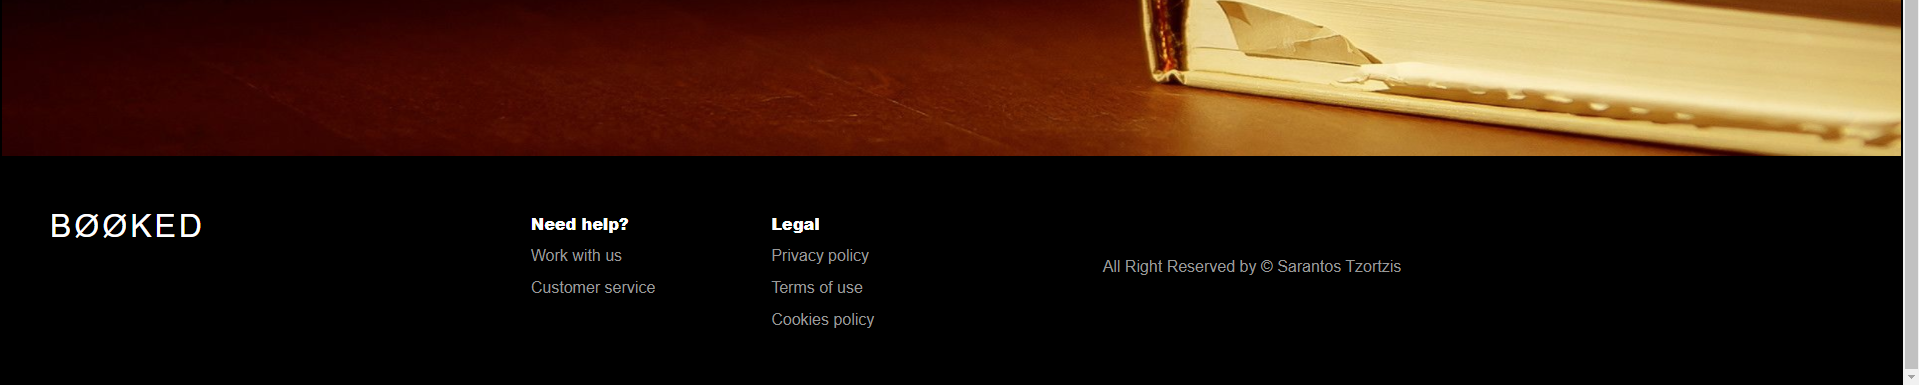 BØØKED
Need help?
Work with us
Customer service
Legal
Privacy policy
Terms of use
Cookies policy
All Right Reserved by © Sarantos Tzortzis